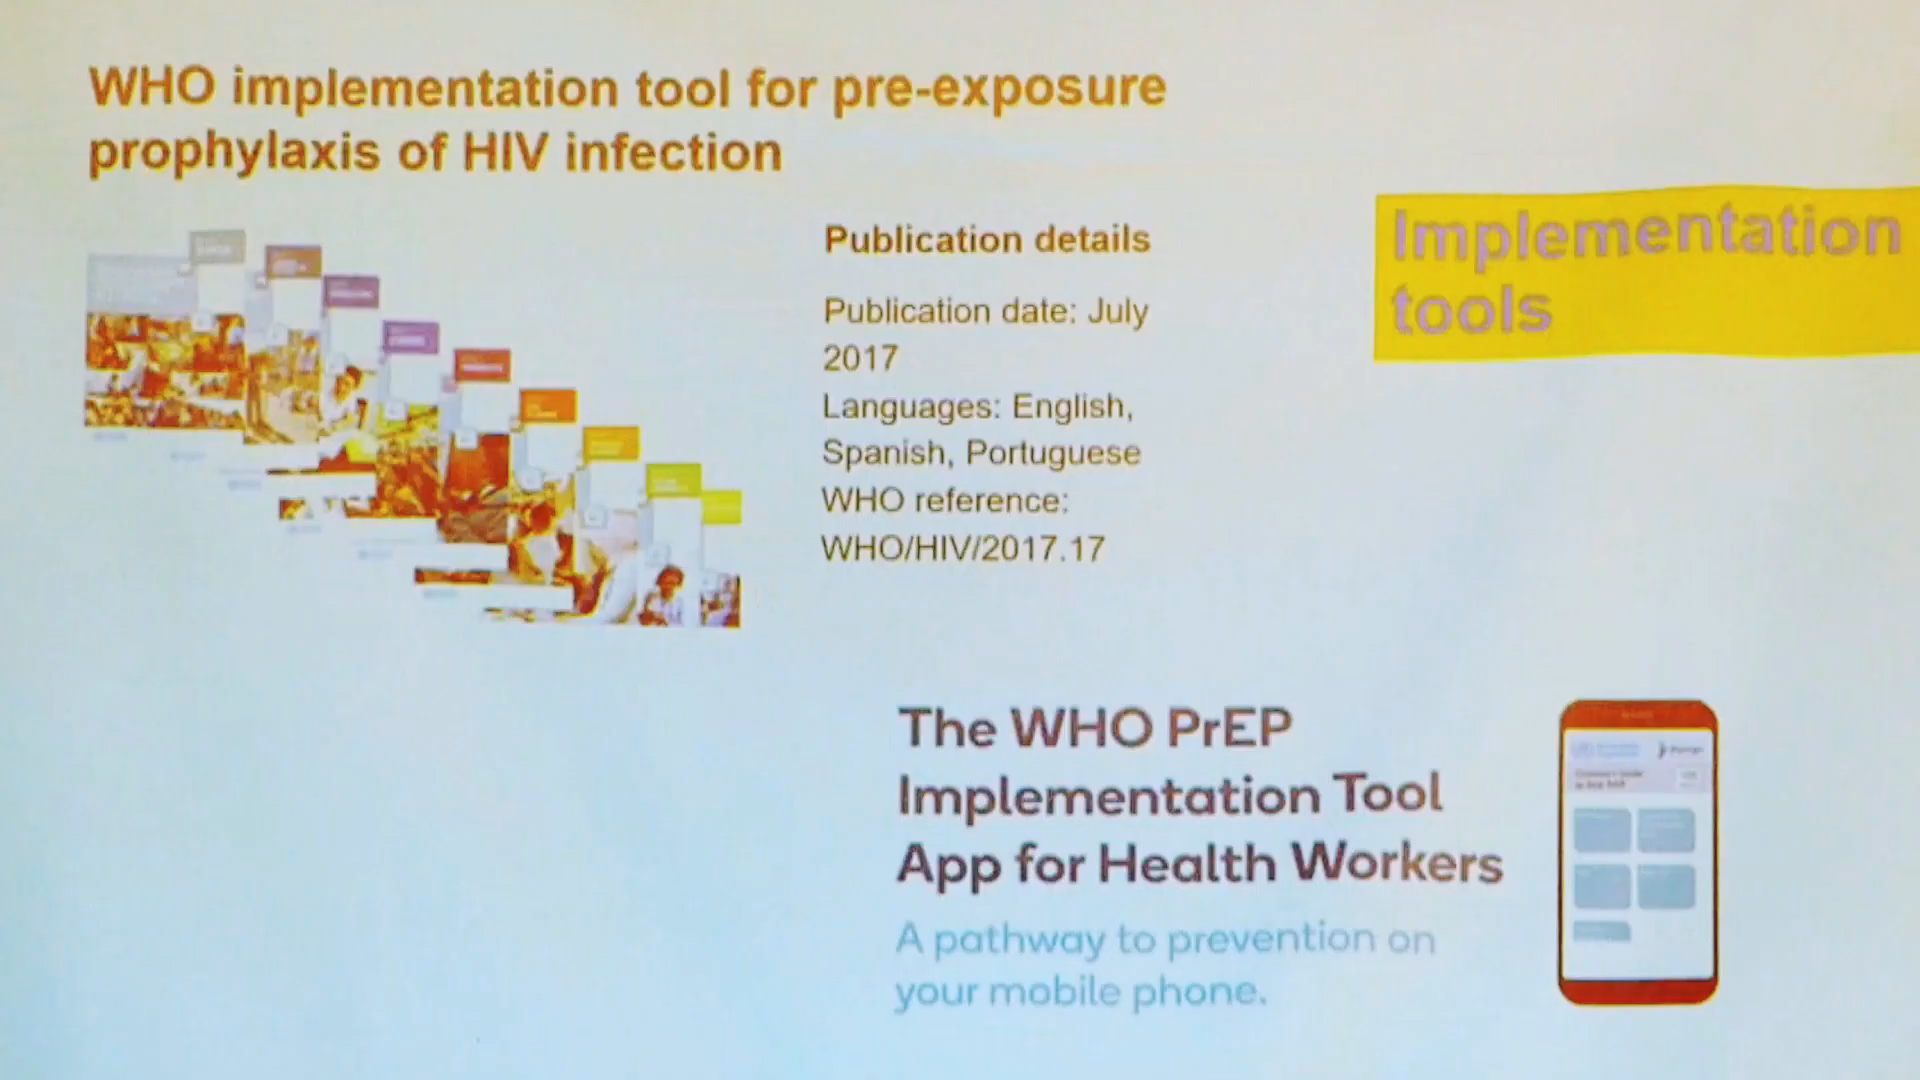 WHO implementation tool for pre-exposure
prophylaxis of HIV infection
Publication details
Publication date: July
2017
Languages: English,
Spanish, Portuguese
WHO reference:
WHO/HIV/2017.17
Implementation
tools
The WHO PrEP
Implementation Tool
App for Health Workers
A pathway to prevention on
your mobile phone.